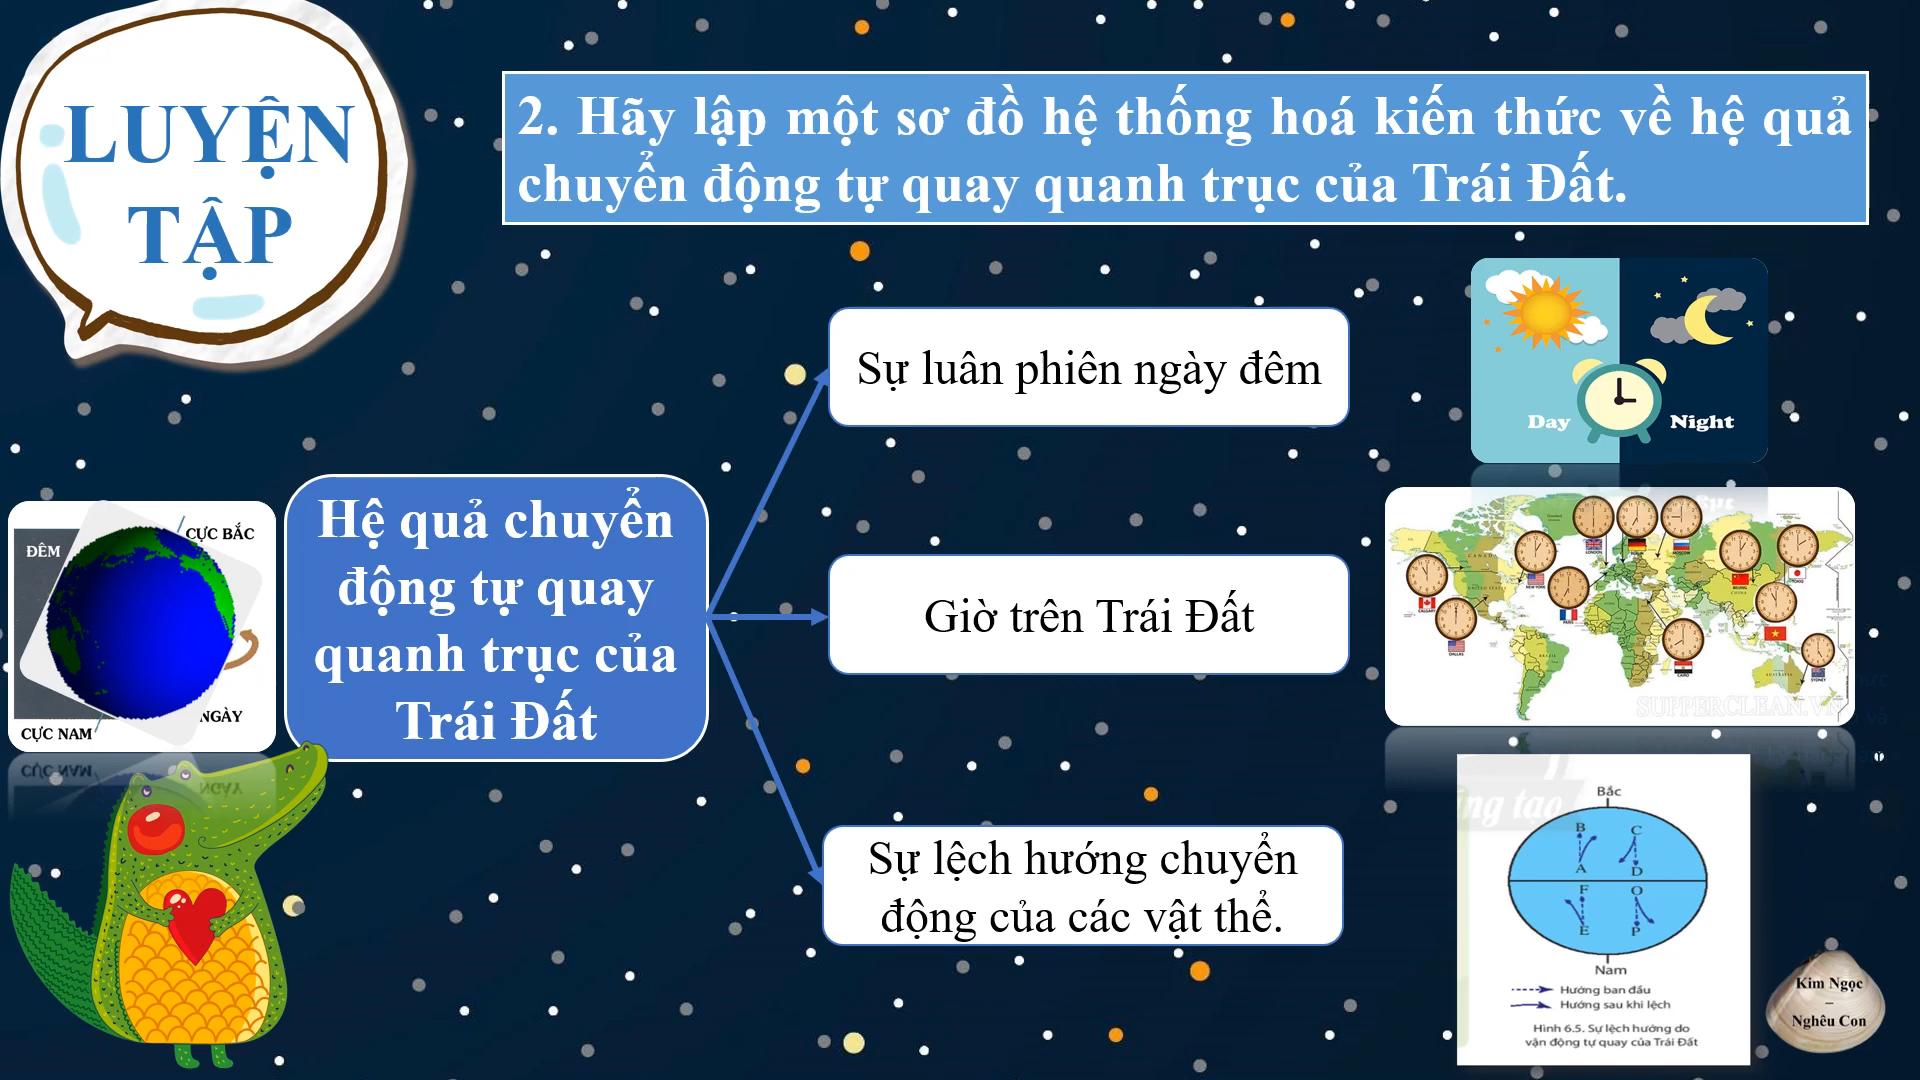 LUYỆN
TẬP
2. Hãy lập một sơ đồ hệ thống hoá kiến thức về hệ quả
chuyển động tự quay quanh trục của Trái Đất.
Sự luân phiên ngày đêm
Day
Night
Hệ quả chuyển
động tự quay
quanh trục của
Trái Đất
CỰC BẮC
ĐÊM
NGÀY
CỰC NAM
Giờ trên Trái Đất
SUPPERCLEAN.VN
Sự lệch hướng chuyển
động của các vật thể.
Bắc
B
C
A
D
F
O
E
P
Nam
Hướng ban đầu
Hướng sau khi lệch
Hình 6.5. Sự lệch hướng do
vận động tự quay của Trái Đất
Kim Ngọc
–
Nghêu Con